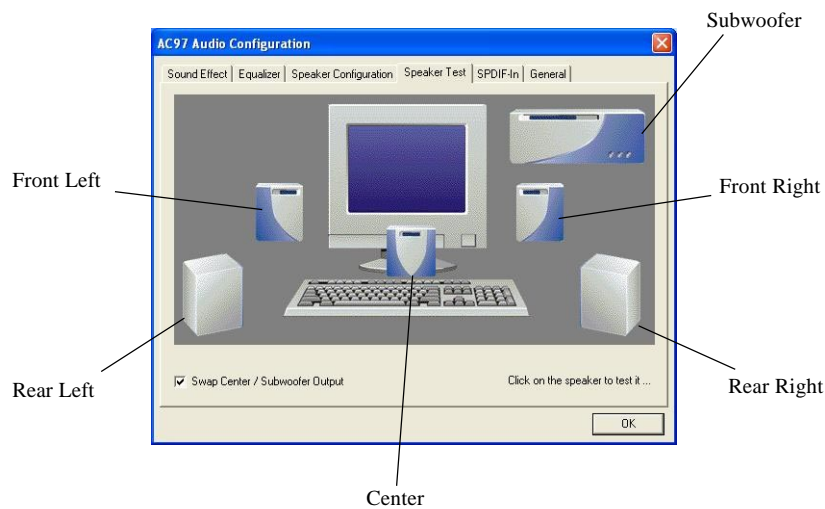 Subwoofer
AC97 Audio Configuration
Sound Effect Equalizer Speaker Configuration Speaker Test SPDIF-In General
Front Left
Front Right
Rear Left
Swap Center / Subwoofer Output
Click on the speaker to test it ...
Rear Right
OK
Center